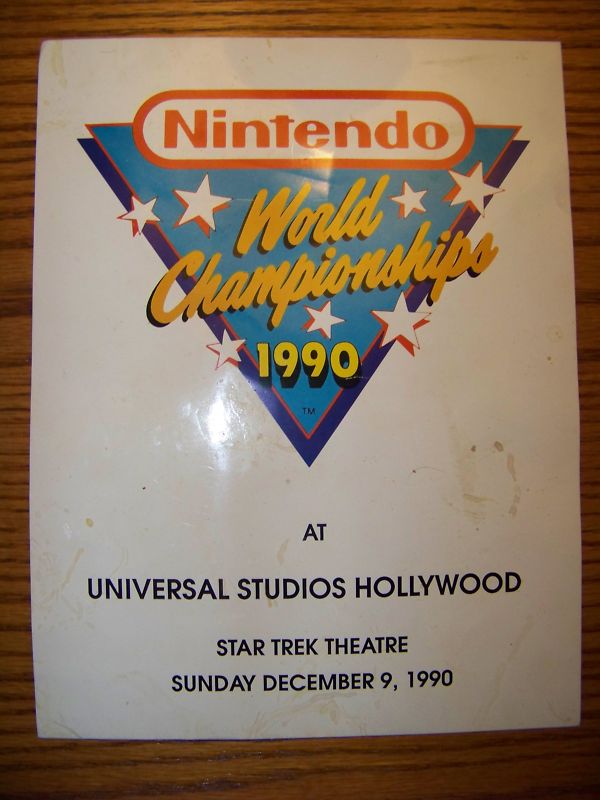 Nintendo
World
Championships
1990
TM
AT
UNIVERSAL STUDIOS HOLLYWOOD
STAR TREK THEATRE
SUNDAY DECEMBER 9, 1990